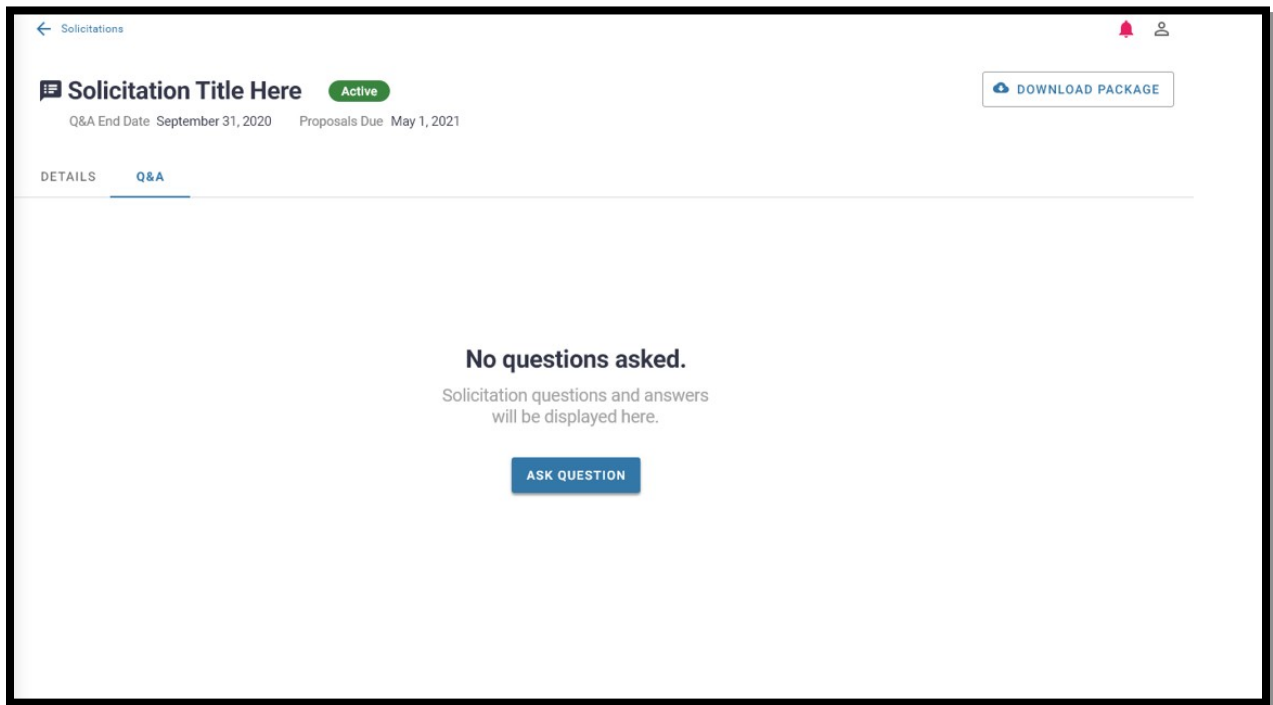 Solicitations
Solicitation Title Here Active
DOWNLOAD PACKAGE
Q&A End Date September 31, 2020 Proposals Due May 1, 2021
DETAILS Q&A
No questions asked.
Solicitation questions and answers
will be displayed here.
ASK QUESTION